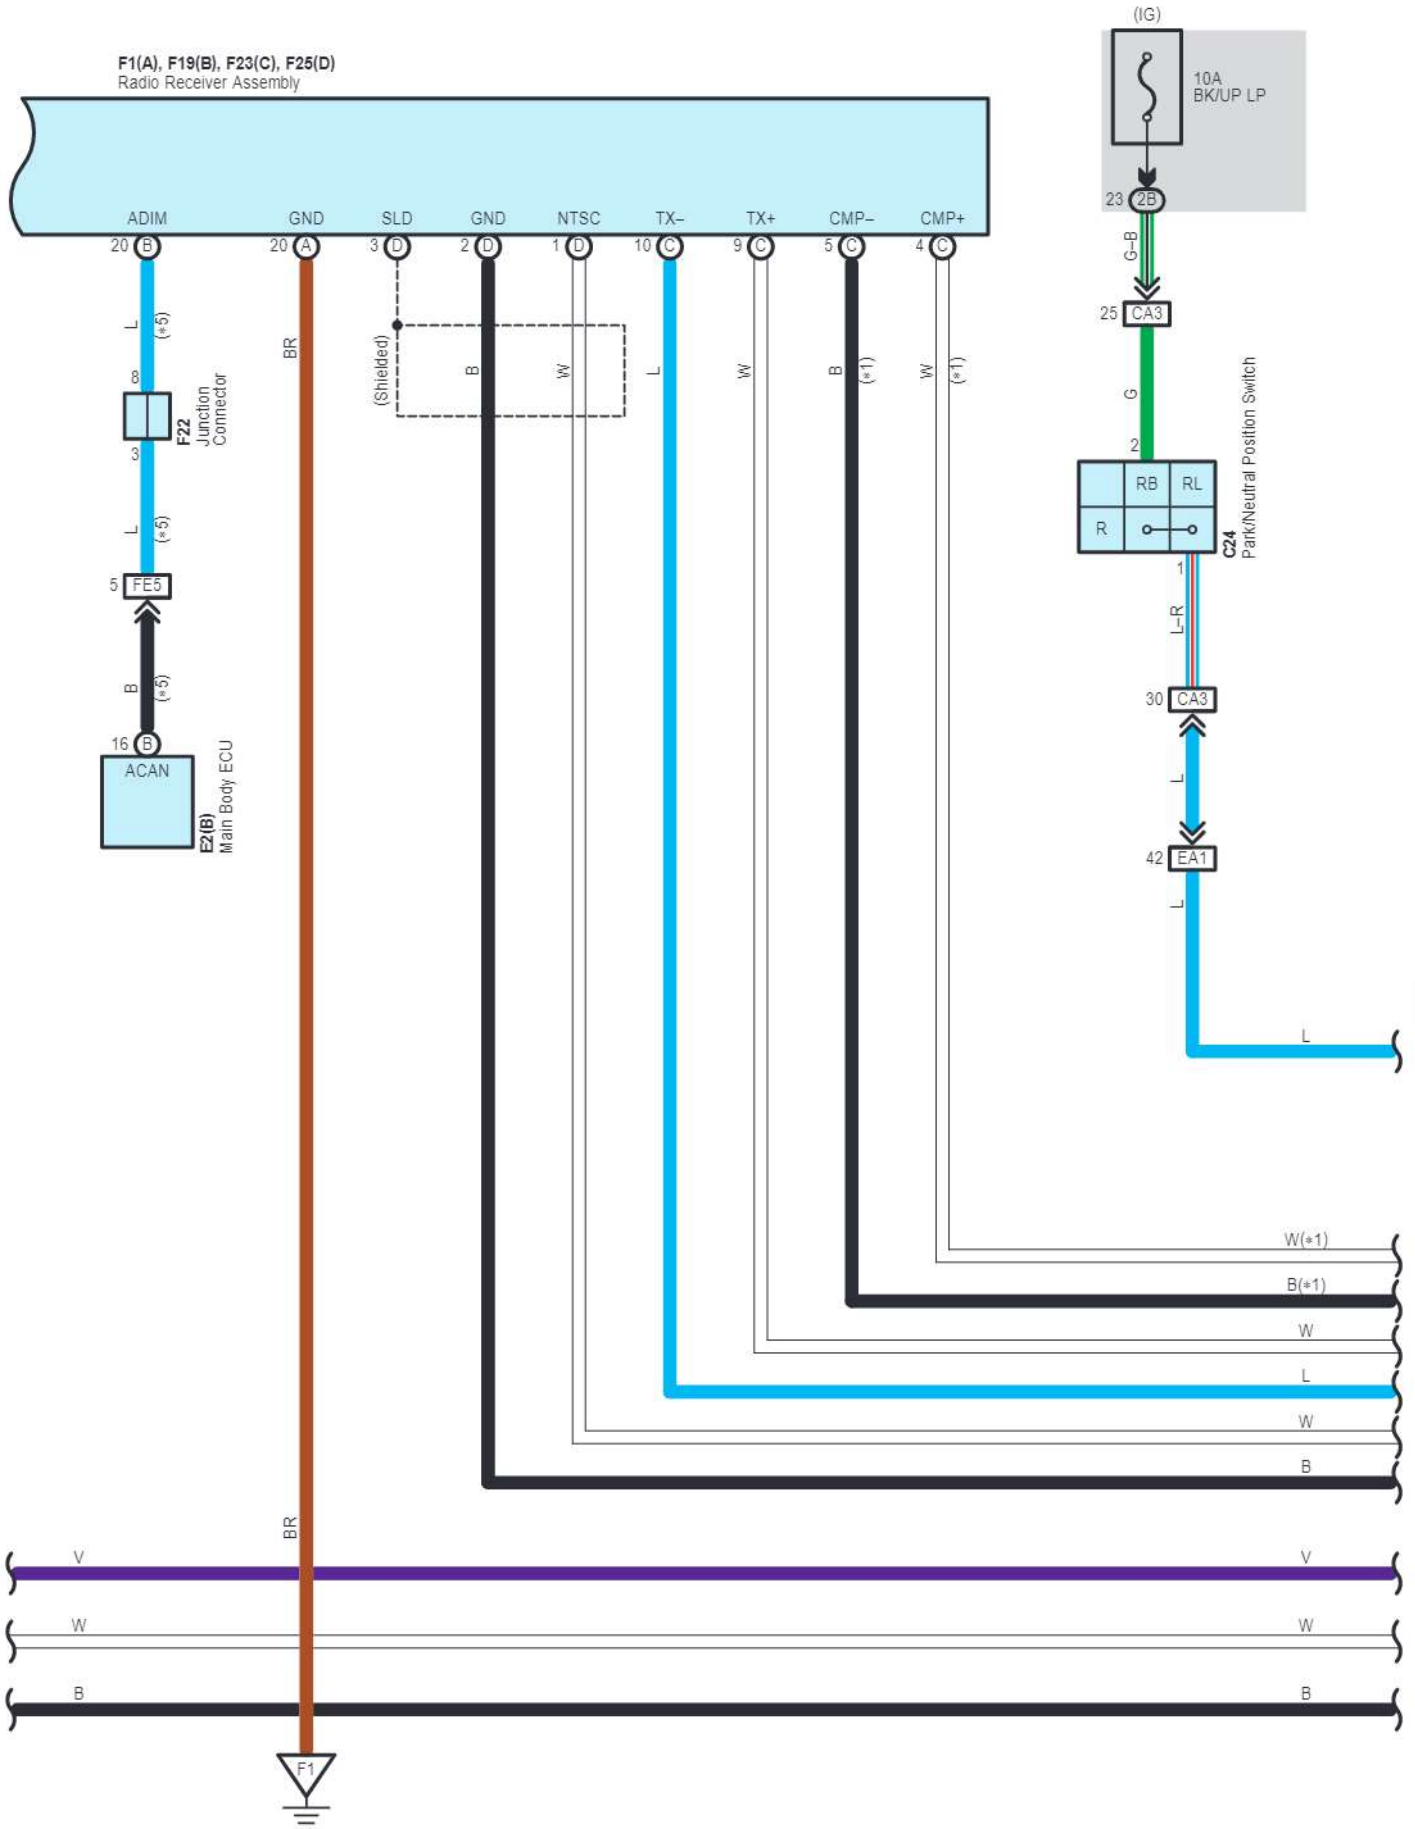 (IG)
F1(A), F19(B), F23(C), F25(D)
Radio Receiver Assembly
10A
BK/UP LP
23 2B
ADIM GND SLD GND NTSC TX– TX+ CMP– CMP+
20 B 20 A 3 D 2 D 1 D 10 C 9 C 5 C 4 C
G–B
25 CA3
L (*5)
BR
(Shielded)
B
W
L
W
B (*1)
W (*1)
G
8
F22
Junction
Connector
3
2
RB RL
R
C24
Park/Neutral Position Switch
L (*5)
1
5 FE5
L–R
B (*5)
30 CA3
16 B
ACAN
E2(B)
Main Body ECU
L
42 EA1
L
L
W(*1)
B(*1)
W
L
W
B
BR
V V
W W
B B
F1